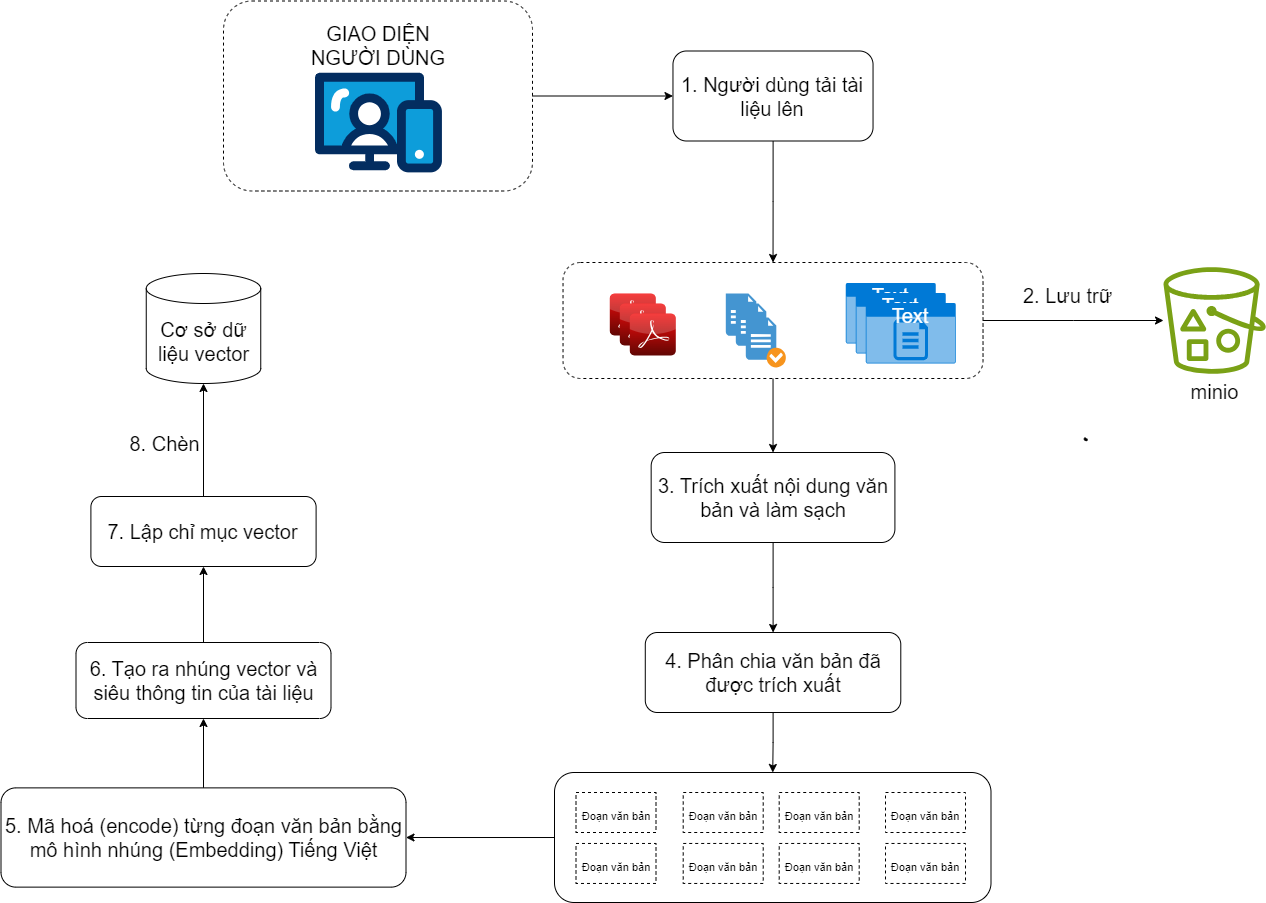 GIAO DIỆN
NGƯỜI DÙNG
1. Người dùng tải tài
liệu lên
Text
Text
Text
2. Lưu trữ
minio
3. Trích xuất nội dung văn
bản và làm sạch
4. Phân chia văn bản đã
được trích xuất
Đoạn văn bản
Đoạn văn bản
Đoạn văn bản
Đoạn văn bản
Đoạn văn bản
Đoạn văn bản
Đoạn văn bản
Đoạn văn bản
5. Mã hoá (encode) từng đoạn văn bản bằng
mô hình nhúng (Embedding) Tiếng Việt
6. Tạo ra nhúng vector và
siêu thông tin của tài liệu
7. Lập chỉ mục vector
8. Chèn
Cơ sở dữ
liệu vector